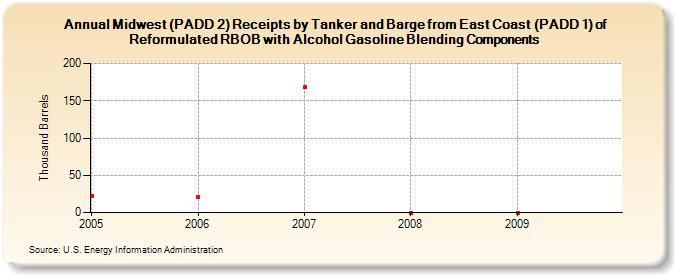 Annual Midwest (PADD 2) Receipts by Tanker and Barge from East Coast (PADD 1) of
Reformulated RBOB with Alcohol Gasoline Blending Components
Thousand Barrels
200
150
100
50
0
2005 2006 2007 2008 2009
Source: U.S. Energy Information Administration